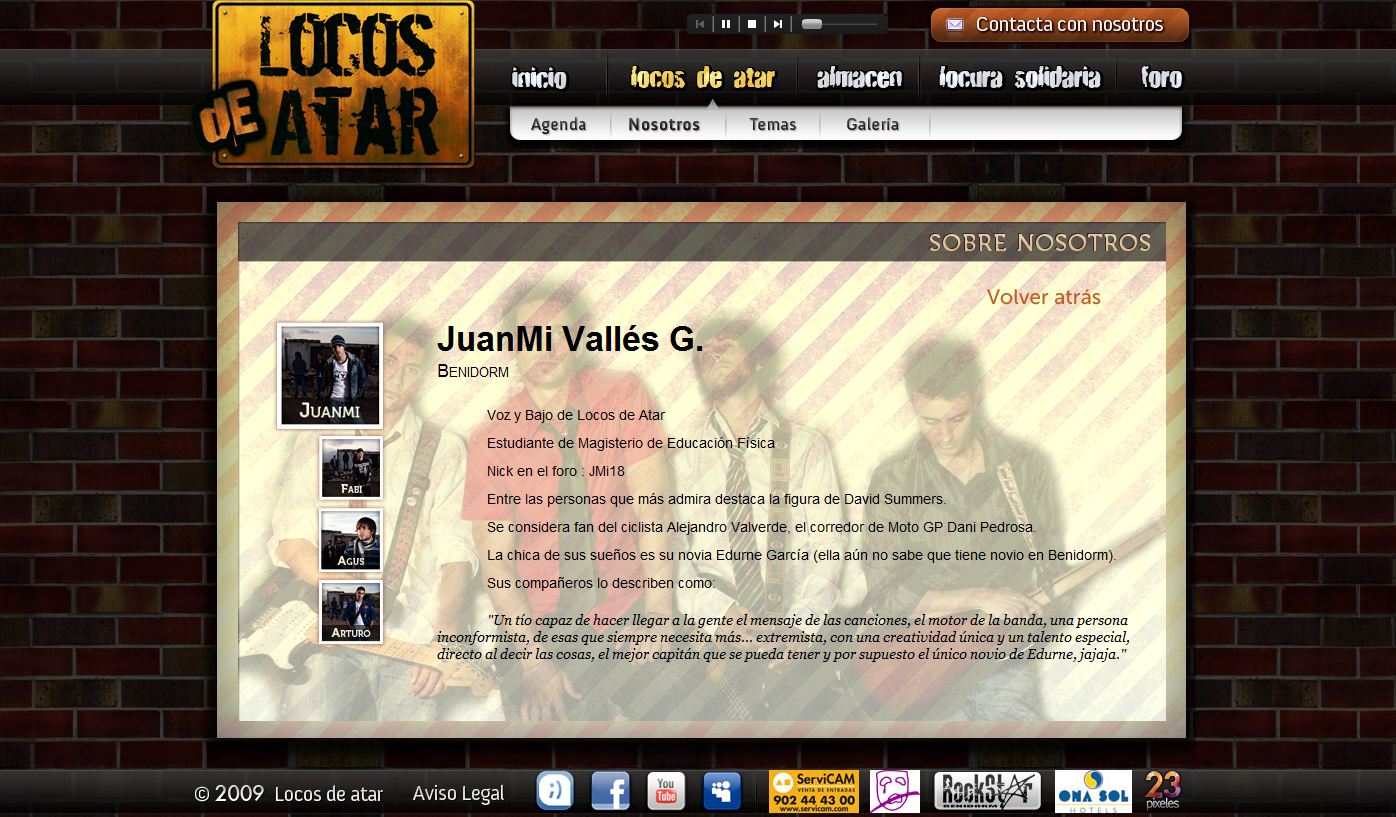 LOCOS
DE ATAR
Contacta con nosotros
inicio
locos de atar
almacen
locura solidaria
foro
Agenda
Nosotros
Temas
Galería
SOBRE NOSOTROS
Volver atrás
JuanMi Vallés G.
BENIDORM
JUANMI
FABI
AGUS
ARTURO
Voz y Bajo de Locos de Atar
Estudiante de Magisterio de Educación Física
Nick en el foro : JMi18
Entre las personas que más admira destaca la figura de David Summers.
Se considera fan del ciclista Alejandro Valverde, el corredor de Moto GP Dani Pedrosa.
La chica de sus sueños es su novia Edurne García (ella aún no sabe que tiene novio en Benidorm).
Sus compañeros lo describen como:
"Un tío capaz de hacer llegar a la gente el mensaje de las canciones, el motor de la banda, una persona
inconformista, de esas que siempre necesita más... extremista, con una creatividad única y un talento especial,
directo al decir las cosas, el mejor capitán que se pueda tener y por supuesto el único novio de Edurne, jajaja."
© 2009 Locos de atar
Aviso Legal
You
Tube
ServiCAM
VENTA DE ENTRADAS
902 44 43 00
www.servicam.com
RockStar
BENIDORM
ONA SOL
HOTELS
23
pixeles